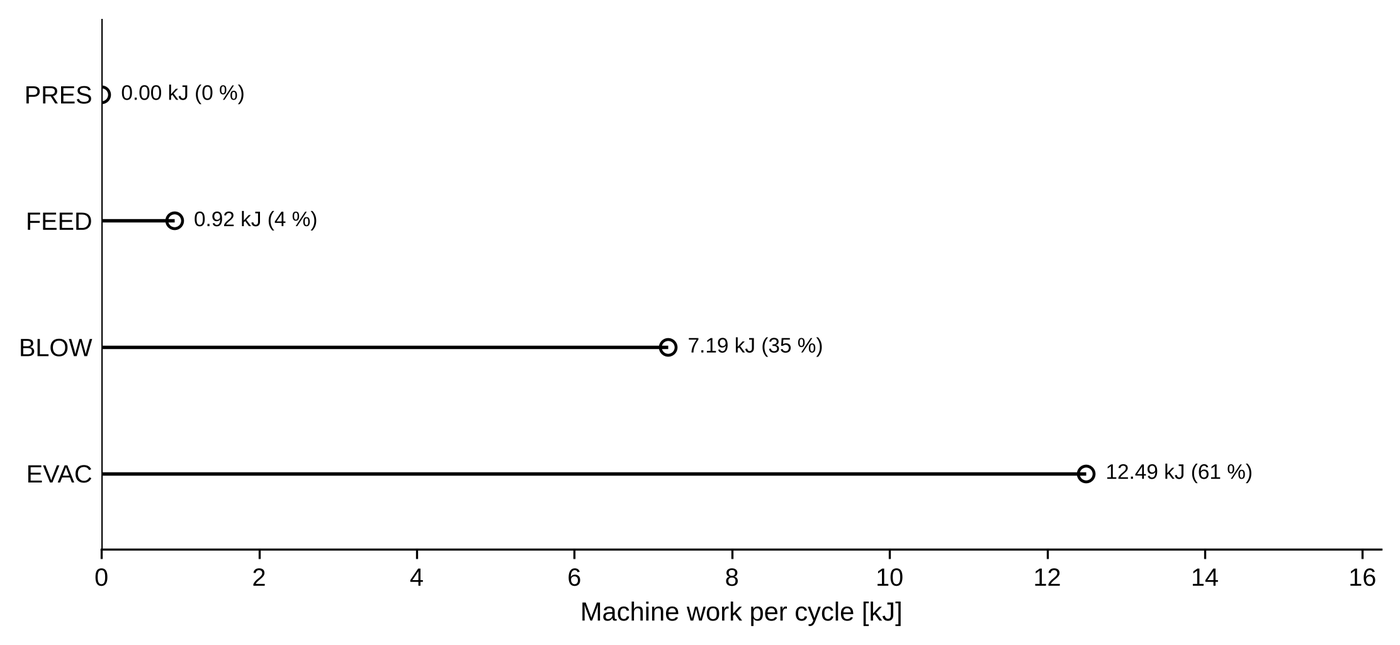 PRES 0.00 kJ (0 %)
FEED 0.92 kJ (4 %)
BLOW 7.19 kJ (35 %)
EVAC 12.49 kJ (61 %)
0 2 4 6 8 10 12 14 16
Machine work per cycle [kJ]